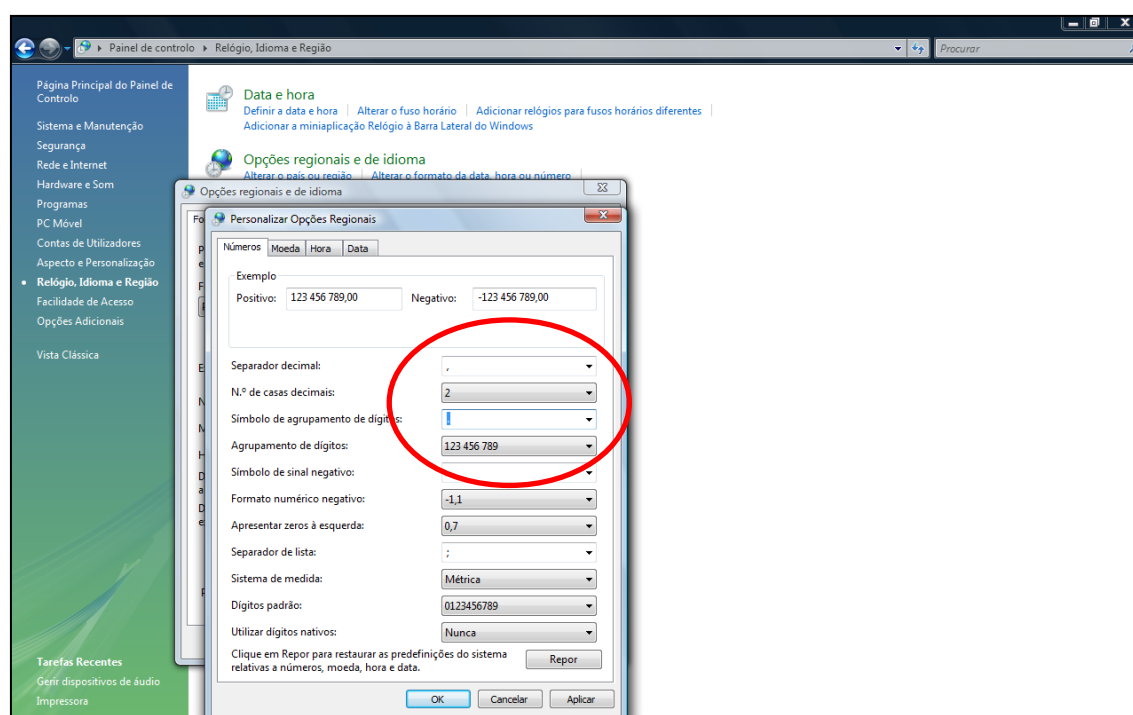 Painel de controlo ▸ Relógio, Idioma e Região
Procurar
Página Principal do Painel de
Controlo
Sistema e Manutenção
Segurança
Rede e Internet
Hardware e Som
Programas
PC Móvel
Contas de Utilizadores
Aspecto e Personalização
• Relógio, Idioma e Região
Facilidade de Acesso
Opções Adicionais
Vista Clássica
Tarefas Recentes
Gerir dispositivos de áudio
Impressora
Data e hora
Definir a data e hora | Alterar o fuso horário | Adicionar relógios para fusos horários diferentes
Adicionar a miniaplicação Relógio à Barra Lateral do Windows
Opções regionais e de idioma
Alterar o país ou região | Alterar o formato da data, hora ou número
Opções regionais e de idioma
Personalizar Opções Regionais
Números Moeda Hora Data
Exemplo
Positivo: 123 456 789,00 Negativo: -123 456 789,00
Separador decimal: ,
N.º de casas decimais: 2
Símbolo de agrupamento de dígitos:
Agrupamento de dígitos: 123 456 789
Símbolo de sinal negativo:
Formato numérico negativo: -1,1
Apresentar zeros à esquerda: 0,7
Separador de lista: ;
Sistema de medida: Métrica
Dígitos padrão: 0123456789
Utilizar dígitos nativos: Nunca
Clique em Repor para restaurar as predefinições do sistema
relativas a números, moeda, hora e data.
Repor
OK Cancelar Aplicar